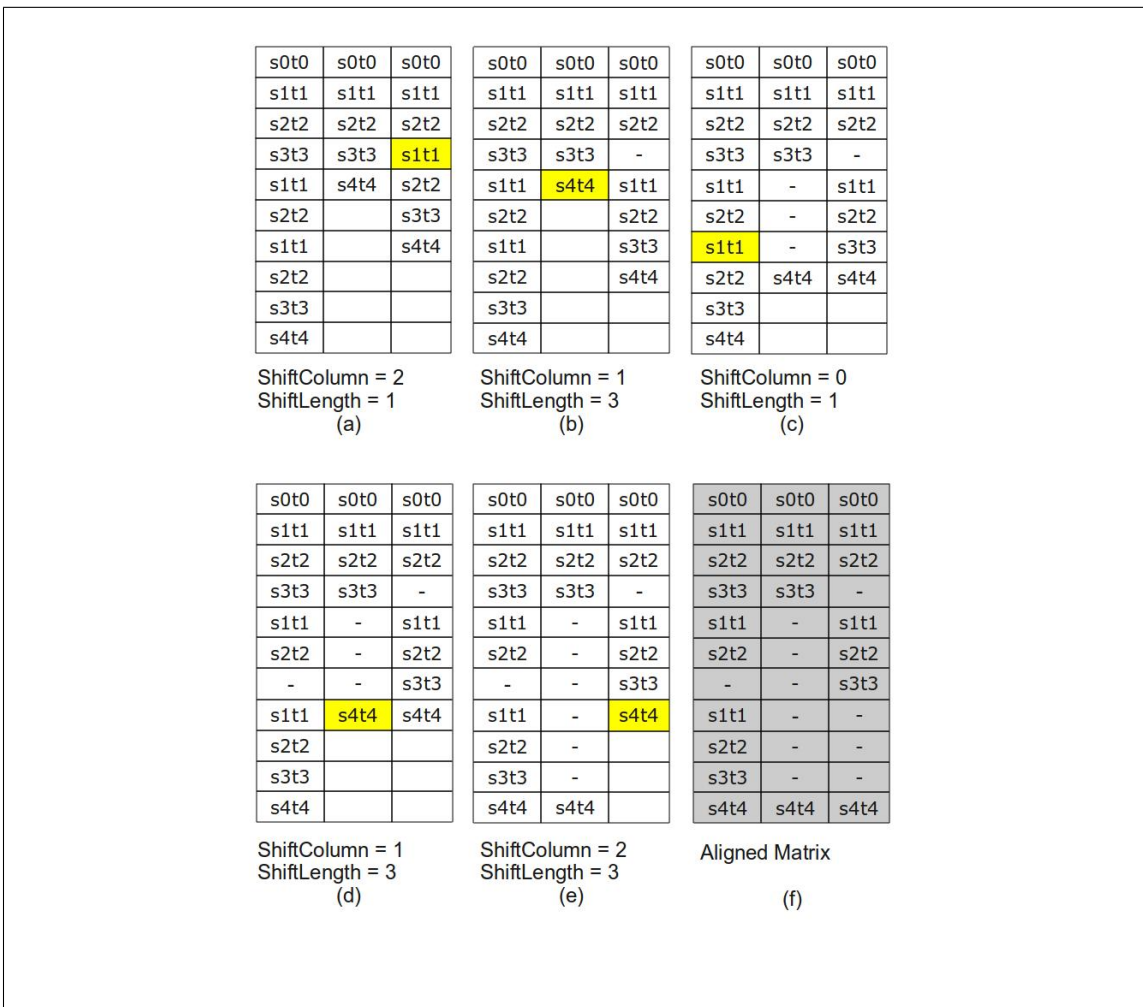 s0t0 s0t0 s0t0
s1t1 s1t1 s1t1
s2t2 s2t2 s2t2
s3t3 s3t3 s1t1
s1t1 s4t4 s2t2
s2t2 s3t3
s1t1 s4t4
s2t2
s3t3
s4t4
ShiftColumn = 2
ShiftLength = 1
(a)
s0t0 s0t0 s0t0
s1t1 s1t1 s1t1
s2t2 s2t2 s2t2
s3t3 s3t3 -
s1t1 s4t4 s1t1
s2t2 s2t2
s1t1 s3t3
s2t2 s4t4
s3t3
s4t4
ShiftColumn = 1
ShiftLength = 3
(b)
s0t0 s0t0 s0t0
s1t1 s1t1 s1t1
s2t2 s2t2 s2t2
s3t3 s3t3 -
s1t1 - s1t1
s2t2 - s2t2
s1t1 - s3t3
s2t2 s4t4 s4t4
s3t3
s4t4
ShiftColumn = 0
ShiftLength = 1
(c)
s0t0 s0t0 s0t0
s1t1 s1t1 s1t1
s2t2 s2t2 s2t2
s3t3 s3t3 -
s1t1 - s1t1
s2t2 - s2t2
- - s3t3
s1t1 s4t4 s4t4
s2t2
s3t3
s4t4
ShiftColumn = 1
ShiftLength = 3
(d)
s0t0 s0t0 s0t0
s1t1 s1t1 s1t1
s2t2 s2t2 s2t2
s3t3 s3t3 -
s1t1 - s1t1
s2t2 - s2t2
- - s3t3
s1t1 - s4t4
s2t2 -
s3t3 -
s4t4 s4t4
ShiftColumn = 2
ShiftLength = 3
(e)
s0t0 s0t0 s0t0
s1t1 s1t1 s1t1
s2t2 s2t2 s2t2
s3t3 s3t3 -
s1t1 - s1t1
s2t2 - s2t2
- - s3t3
s1t1 - -
s2t2 - -
s3t3 - -
s4t4 s4t4 s4t4
Aligned Matrix
(f)